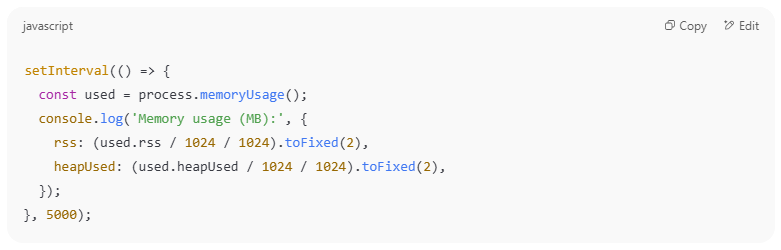 javascript Copy Edit
setInterval(() => {
  const used = process.memoryUsage();
  console.log('Memory usage (MB):', {
    rss: (used.rss / 1024 / 1024).toFixed(2),
    heapUsed: (used.heapUsed / 1024 / 1024).toFixed(2),
  });
}, 5000);